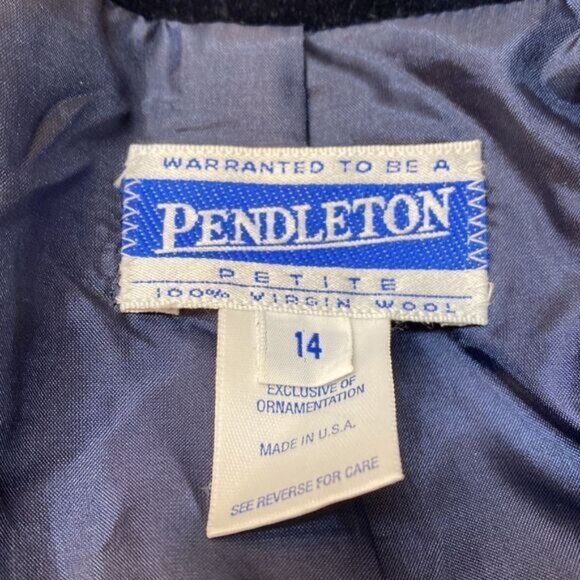 WARRANTED TO BE A
PENDLETON
PETITE
100% VIRGIN WOOL
14
EXCLUSIVE OF
ORNAMENTATION
MADE IN U.S.A.
SEE REVERSE FOR CARE